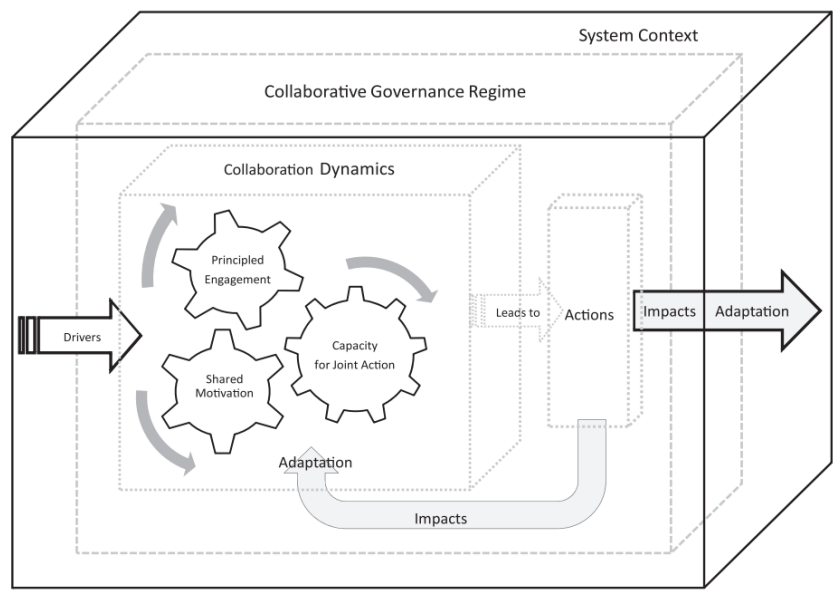 System Context
Collaborative Governance Regime
Collaboration Dynamics
Principled
Engagement
Drivers
Shared
Motivation
Capacity
for Joint Action
Leads to
Actions
Impacts
Adaptation
Adaptation
Impacts